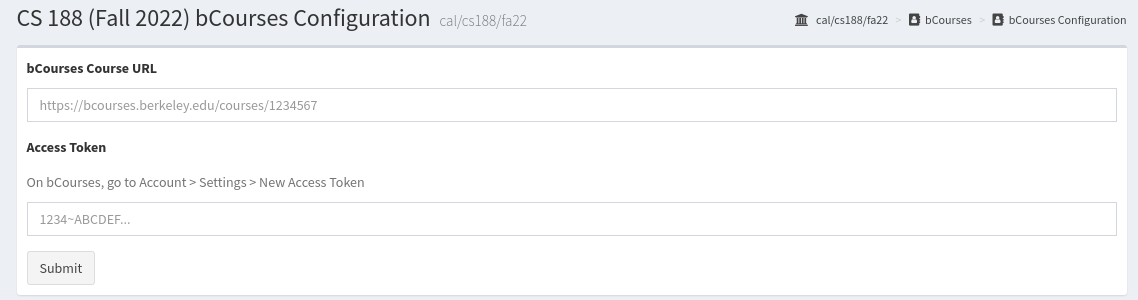 CS 188 (Fall 2022) bCourses Configuration cal/cs188/fa22
cal/cs188/fa22 > bCourses > bCourses Configuration
bCourses Course URL
https://bcourses.berkeley.edu/courses/1234567
Access Token
On bCourses, go to Account > Settings > New Access Token
1234~ABCDEF...
Submit